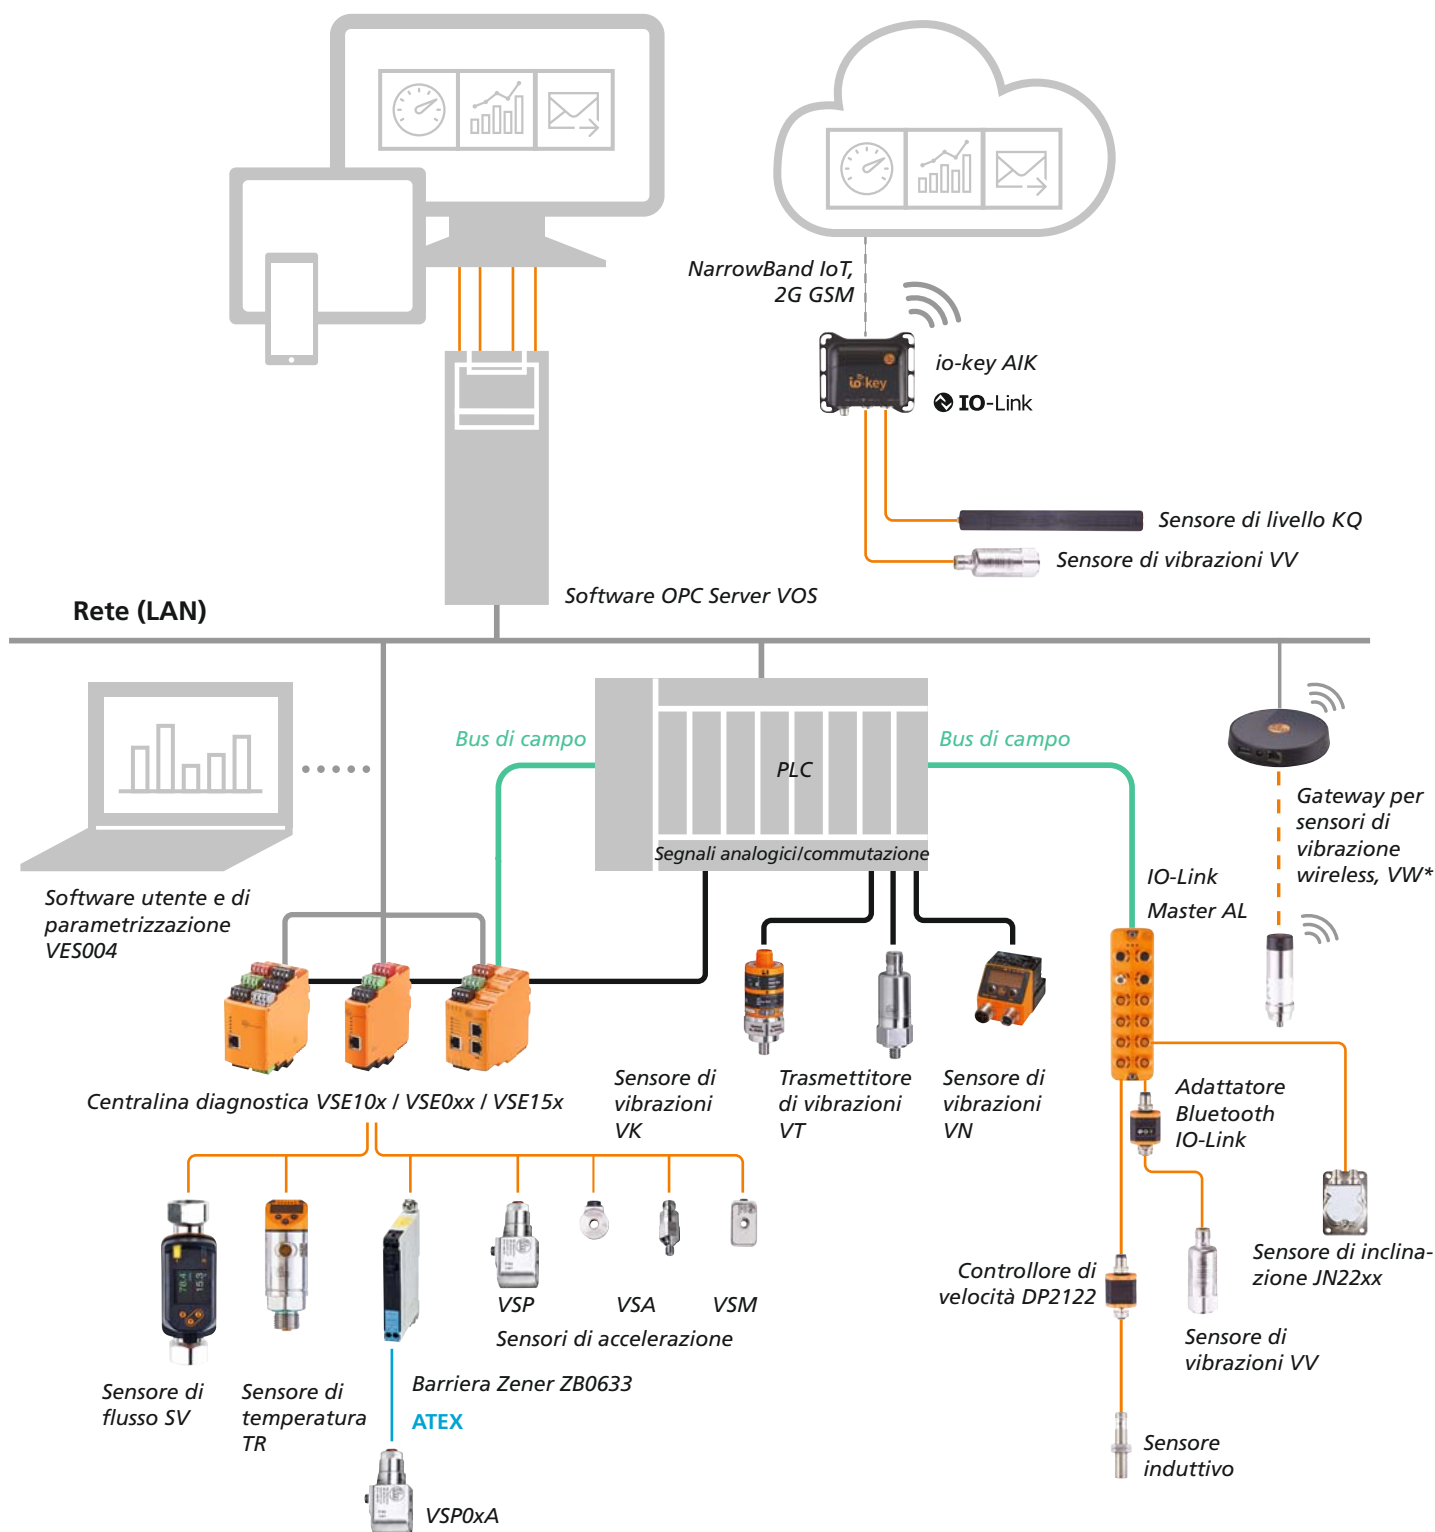 NarrowBand IoT,
2G GSM
io-key
io-key AIK
IO-Link
Sensore di livello KQ
Sensore di vibrazioni VV
Software OPC Server VOS
Rete (LAN)
Bus di campo
PLC
Bus di campo
Segnali analogici/commutazione
Gateway per
sensori di
vibrazione
wireless, VW*
IO-Link
Master AL
Software utente e di
parametrizzazione
VES004
Centralina diagnostica VSE10x / VSE0xx / VSE15x
Sensore di
vibrazioni
VK
Trasmettitore
di vibrazioni
VT
Sensore di
vibrazioni
VN
Adattatore
Bluetooth
IO-Link
78.4
15.3
VSP
VSA
VSM
Sensori di accelerazione
Controllore di
velocità DP2122
Sensore di inclina-
zione JN22xx
Sensore di
vibrazioni VV
Sensore di
flusso SV
Sensore di
temperatura
TR
Barriera Zener ZB0633
ATEX
VSP0xA
Sensore
induttivo